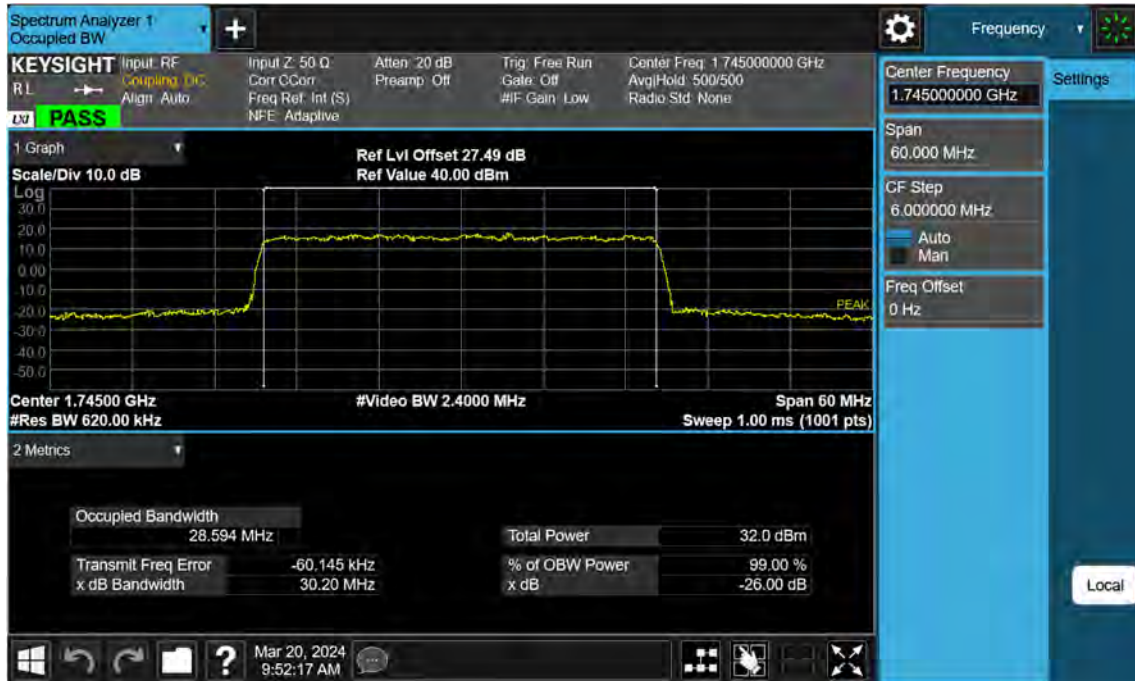 Spectrum Analyzer 1
Occupied BW
+
Frequency
KEYSIGHT
RL
LXI PASS
Input: RF
Coupling: DC
Align: Auto
Input Z: 50 Ω
Corr CCorr
Freq Ref: Int (S)
NFE: Adaptive
Atten: 20 dB
Preamp: Off
Trig: Free Run
Gate: Off
#IF Gain: Low
Center Freq: 1.745000000 GHz
Avg|Hold: 500/500
Radio Std: None
1 Graph
Scale/Div 10.0 dB
Ref Lvl Offset 27.49 dB
Ref Value 40.00 dBm
Log
30.0
20.0
10.0
0.00
-10.0
-20.0
-30.0
-40.0
-50.0
PEAK
Center 1.74500 GHz
#Res BW 620.00 kHz
#Video BW 2.4000 MHz
Span 60 MHz
Sweep 1.00 ms (1001 pts)
2 Metrics
Occupied Bandwidth
28.594 MHz
Transmit Freq Error -60.145 kHz
x dB Bandwidth 30.20 MHz
Total Power 32.0 dBm
% of OBW Power 99.00 %
x dB -26.00 dB
Center Frequency
1.745000000 GHz
Span
60.000 MHz
CF Step
6.000000 MHz
Auto
Man
Freq Offset
0 Hz
Settings
Local
?
Mar 20, 2024
9:52:17 AM